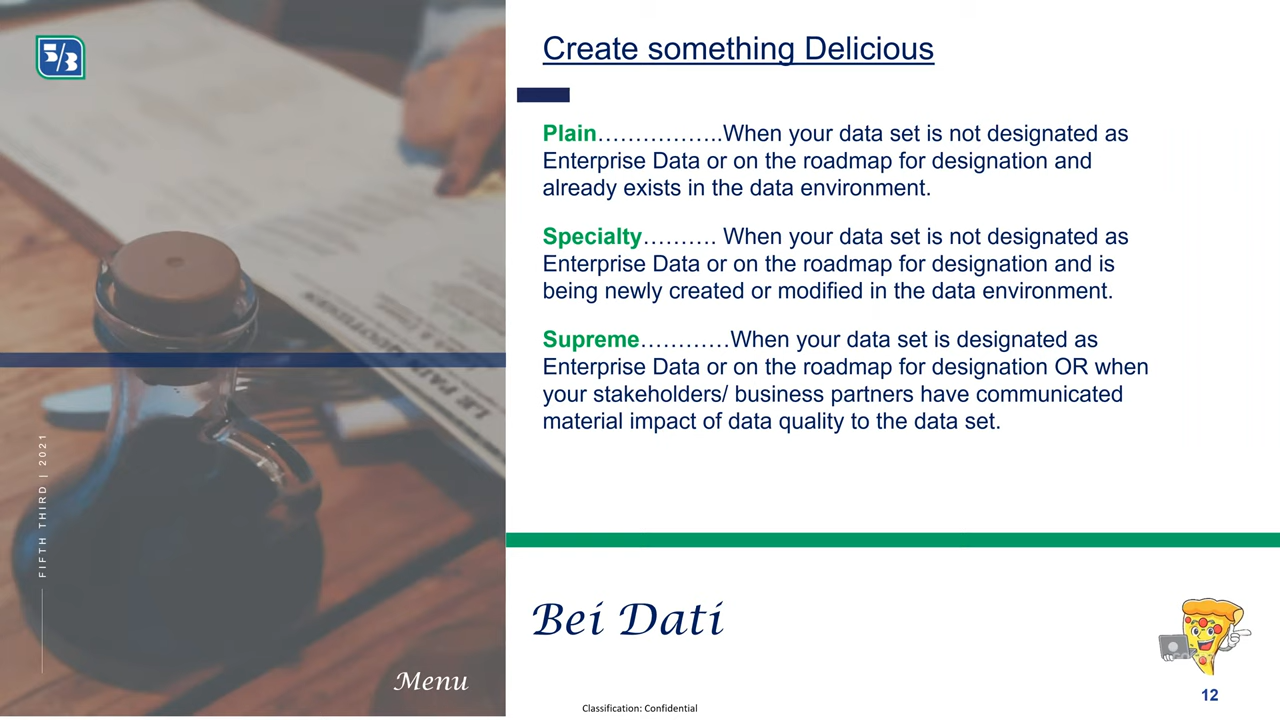 5/3
Create something Delicious
Plain……………..When your data set is not designated as
Enterprise Data or on the roadmap for designation and
already exists in the data environment.
Specialty………. When your data set is not designated as
Enterprise Data or on the roadmap for designation and is
being newly created or modified in the data environment.
Supreme…………When your data set is designated as
Enterprise Data or on the roadmap for designation OR when
your stakeholders/ business partners have communicated
material impact of data quality to the data set.
FIFTH THIRD | 2021
Bei Dati
Menu
12
Classification: Confidential